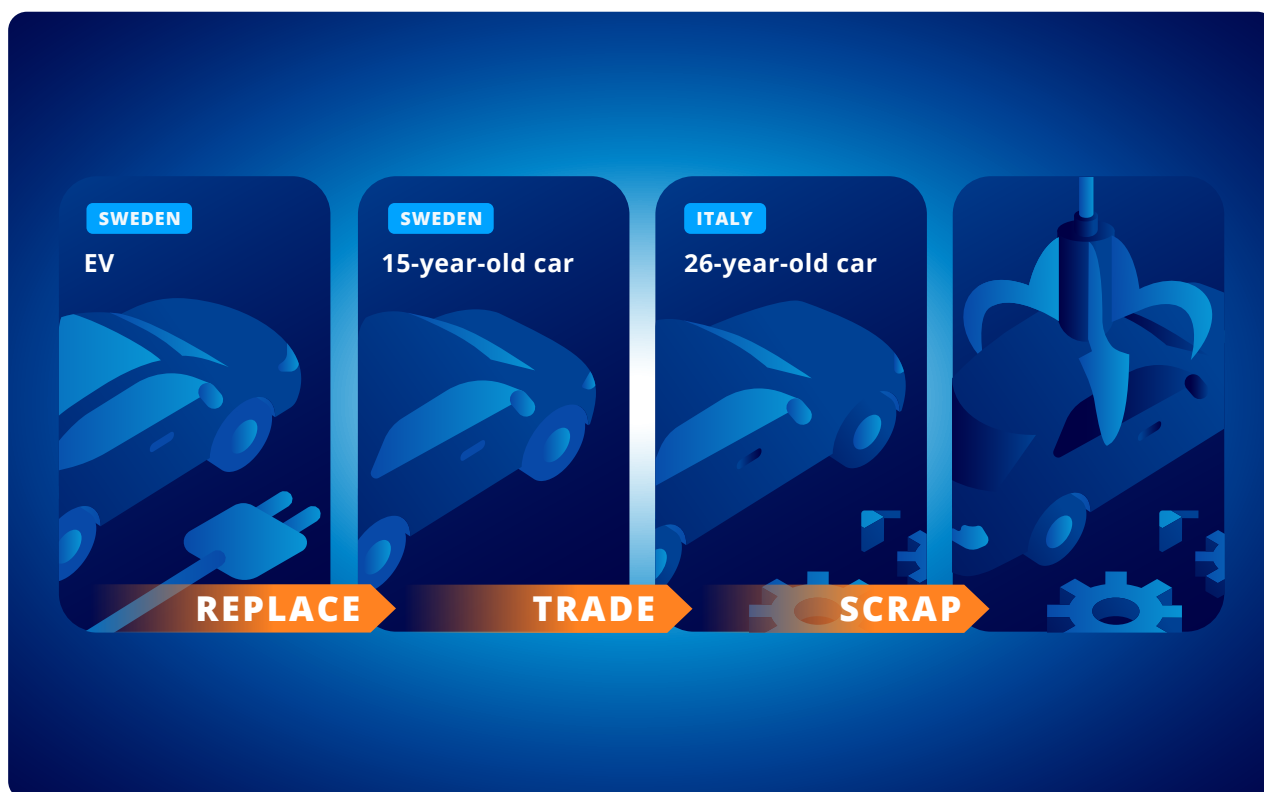 SWEDEN
EV
REPLACE
SWEDEN
15-year-old car
TRADE
ITALY
26-year-old car
SCRAP